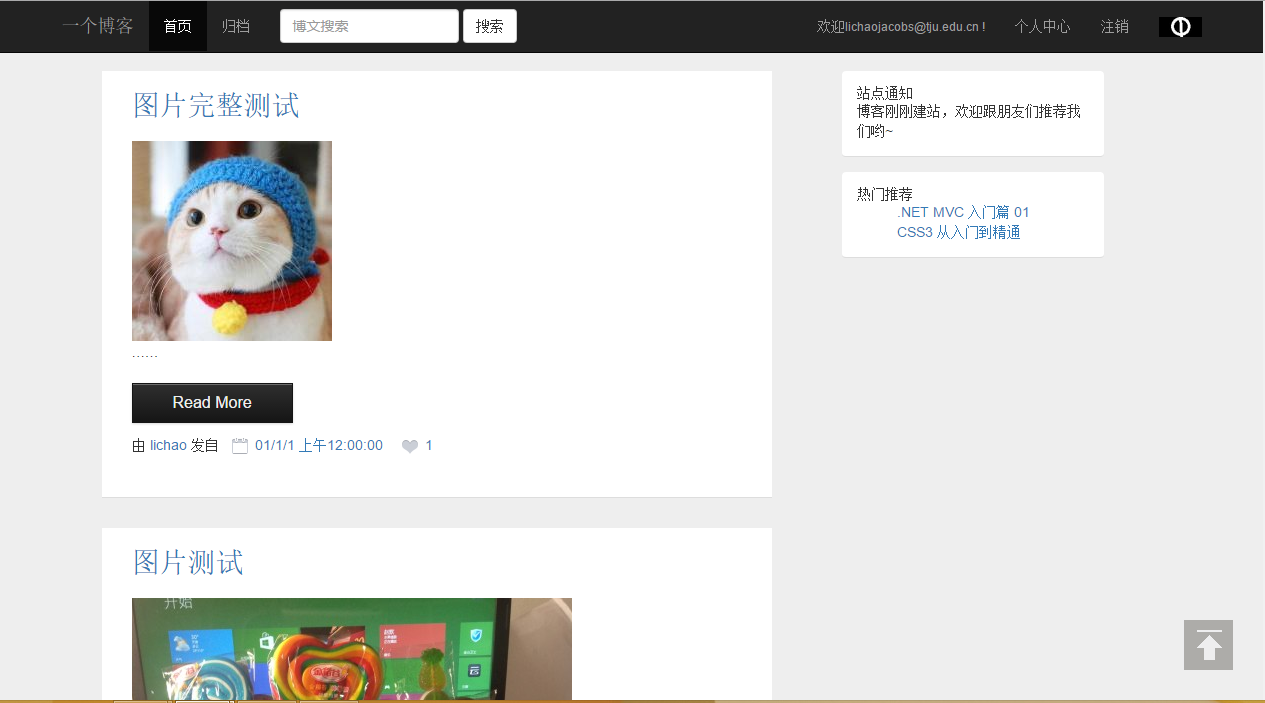 一个博客 首页 归档 博文搜索 搜索 欢迎lichaojacobs@tju.edu.cn ! 个人中心 注销
图片完整测试
......
Read More
由 lichao 发自 01/1/1 上午12:00:00 1
图片测试
开始
站点通知
博客刚刚建站，欢迎跟朋友们推荐我
们哟~
热门推荐
.NET MVC 入门篇 01
CSS3 从入门到精通